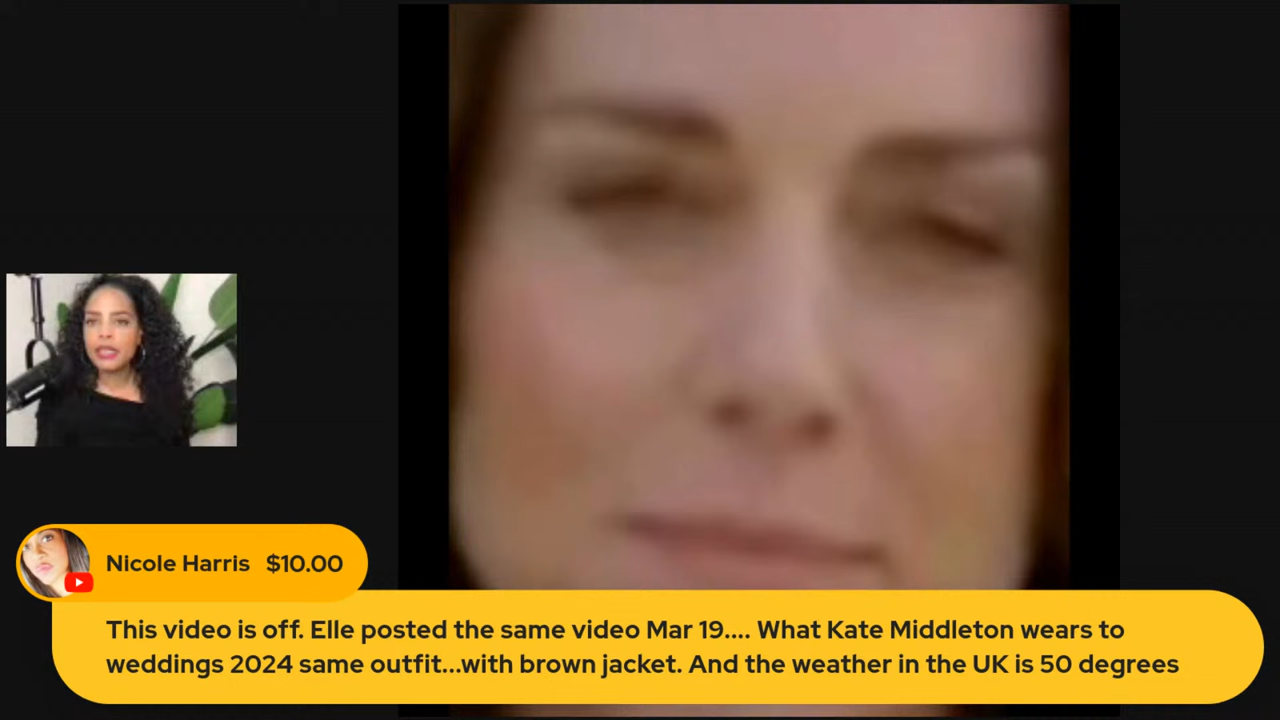 Nicole Harris $10.00
This video is off. Elle posted the same video Mar 19.... What Kate Middleton wears to
weddings 2024 same outfit...with brown jacket. And the weather in the UK is 50 degrees